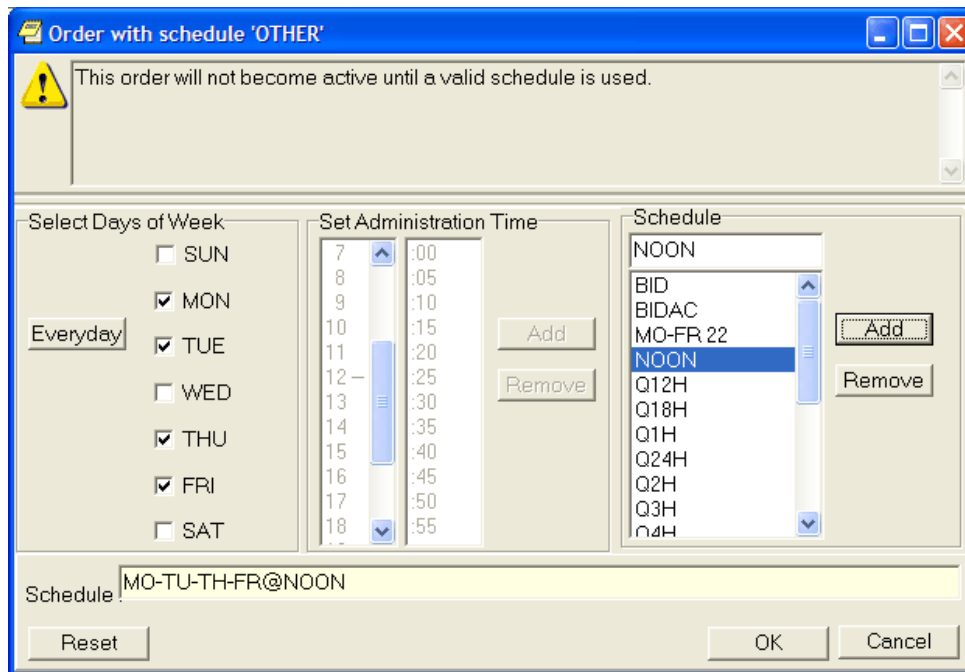 Order with schedule 'OTHER'
This order will not become active until a valid schedule is used.
Select Days of Week
SUN
MON
Everyday
TUE
WED
THU
FRI
SAT
Set Administration Time
7 :00
8 :05
9 :10
10 :15
11 :20
12 – :25
13 :30
14 :35
15 :40
16 :45
17 :50
18 :55
Add
Remove
Schedule
NOON
BID
BIDAC
MO-FR 22
NOON
Q12H
Q18H
Q1H
Q24H
Q2H
Q3H
Q4H
Add
Remove
Schedule :
MO-TU-TH-FR@NOON
Reset
OK
Cancel